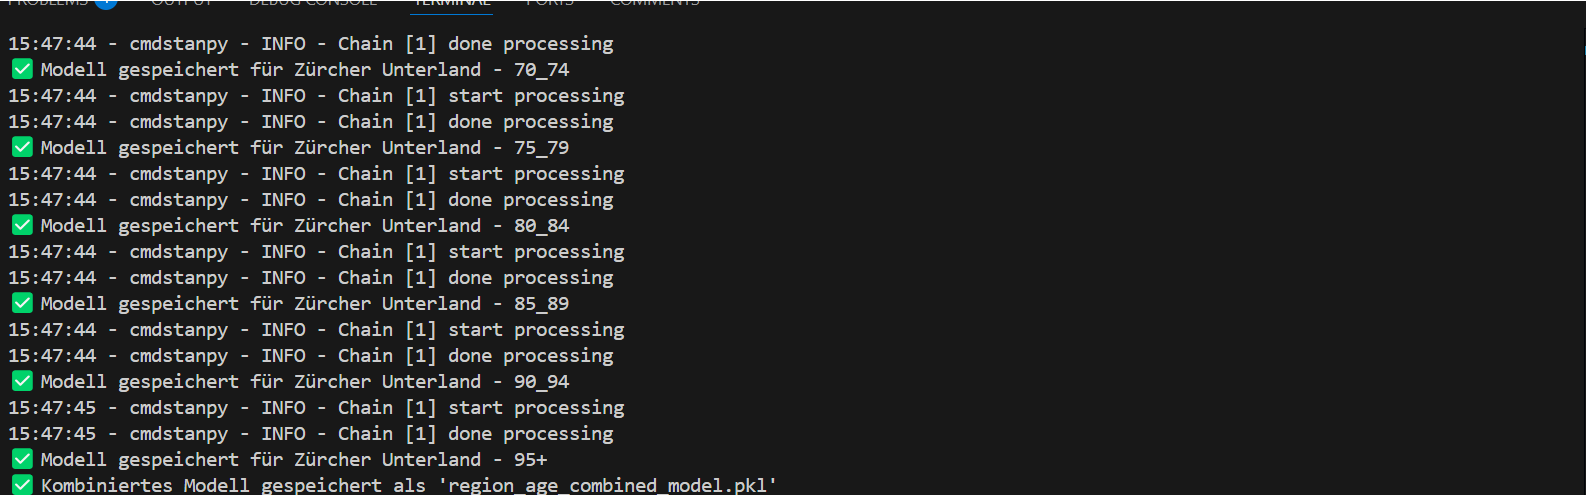 PROBLEMS OUTPUT DEBUG CONSOLE TERMINAL PORTS COMMENTS
15:47:44 - cmdstanpy - INFO - Chain [1] done processing
✅ Modell gespeichert für Zürcher Unterland - 70_74
15:47:44 - cmdstanpy - INFO - Chain [1] start processing
15:47:44 - cmdstanpy - INFO - Chain [1] done processing
✅ Modell gespeichert für Zürcher Unterland - 75_79
15:47:44 - cmdstanpy - INFO - Chain [1] start processing
15:47:44 - cmdstanpy - INFO - Chain [1] done processing
✅ Modell gespeichert für Zürcher Unterland - 80_84
15:47:44 - cmdstanpy - INFO - Chain [1] start processing
15:47:44 - cmdstanpy - INFO - Chain [1] done processing
✅ Modell gespeichert für Zürcher Unterland - 85_89
15:47:44 - cmdstanpy - INFO - Chain [1] start processing
15:47:44 - cmdstanpy - INFO - Chain [1] done processing
✅ Modell gespeichert für Zürcher Unterland - 90_94
15:47:45 - cmdstanpy - INFO - Chain [1] start processing
15:47:45 - cmdstanpy - INFO - Chain [1] done processing
✅ Modell gespeichert für Zürcher Unterland - 95+
✅ Kombiniertes Modell gespeichert als 'region_age_combined_model.pkl'